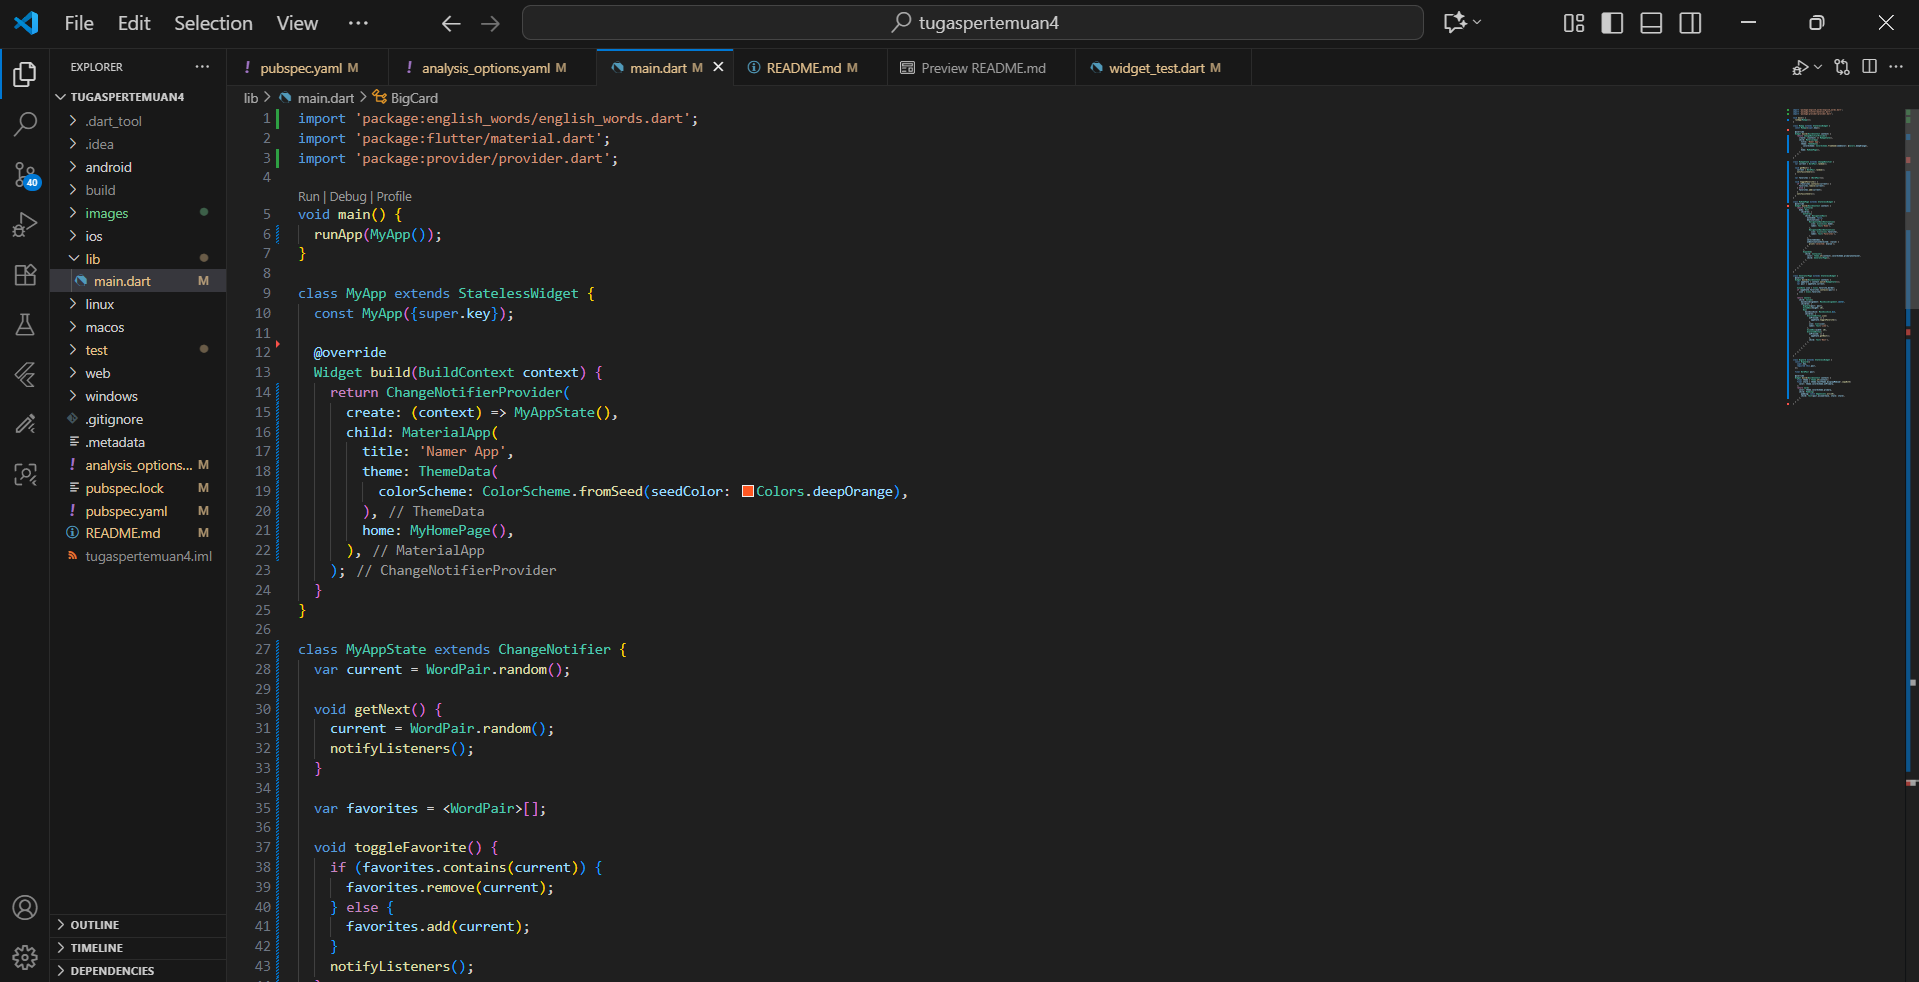 File Edit Selection View ··· tugaspertemuan4
EXPLORER ···
TUGASPERTEMUAN4
.dart_tool
.idea
android
build
images
ios
lib
main.dart M
linux
macos
test
web
windows
.gitignore
.metadata
! analysis_options... M
pubspec.lock M
! pubspec.yaml M
README.md M
tugaspertemuan4.iml
OUTLINE
TIMELINE
DEPENDENCIES
40
! pubspec.yaml M ! analysis_options.yaml M main.dart M README.md M Preview README.md widget_test.dart M
lib > main.dart > BigCard
1 import 'package:english_words/english_words.dart';
2 import 'package:flutter/material.dart';
3 import 'package:provider/provider.dart';
4
Run | Debug | Profile
5 void main() {
6 runApp(MyApp());
7 }
8
9 class MyApp extends StatelessWidget {
10 const MyApp({super.key});
11
12 @override
13 Widget build(BuildContext context) {
14 return ChangeNotifierProvider(
15 create: (context) => MyAppState(),
16 child: MaterialApp(
17 title: 'Namer App',
18 theme: ThemeData(
19 colorScheme: ColorScheme.fromSeed(seedColor: Colors.deepOrange),
20 ), // ThemeData
21 home: MyHomePage(),
22 ), // MaterialApp
23 ); // ChangeNotifierProvider
24 }
25 }
26
27 class MyAppState extends ChangeNotifier {
28 var current = WordPair.random();
29
30 void getNext() {
31 current = WordPair.random();
32 notifyListeners();
33 }
34
35 var favorites = <WordPair>[];
36
37 void toggleFavorite() {
38 if (favorites.contains(current)) {
39 favorites.remove(current);
40 } else {
41 favorites.add(current);
42 }
43 notifyListeners();